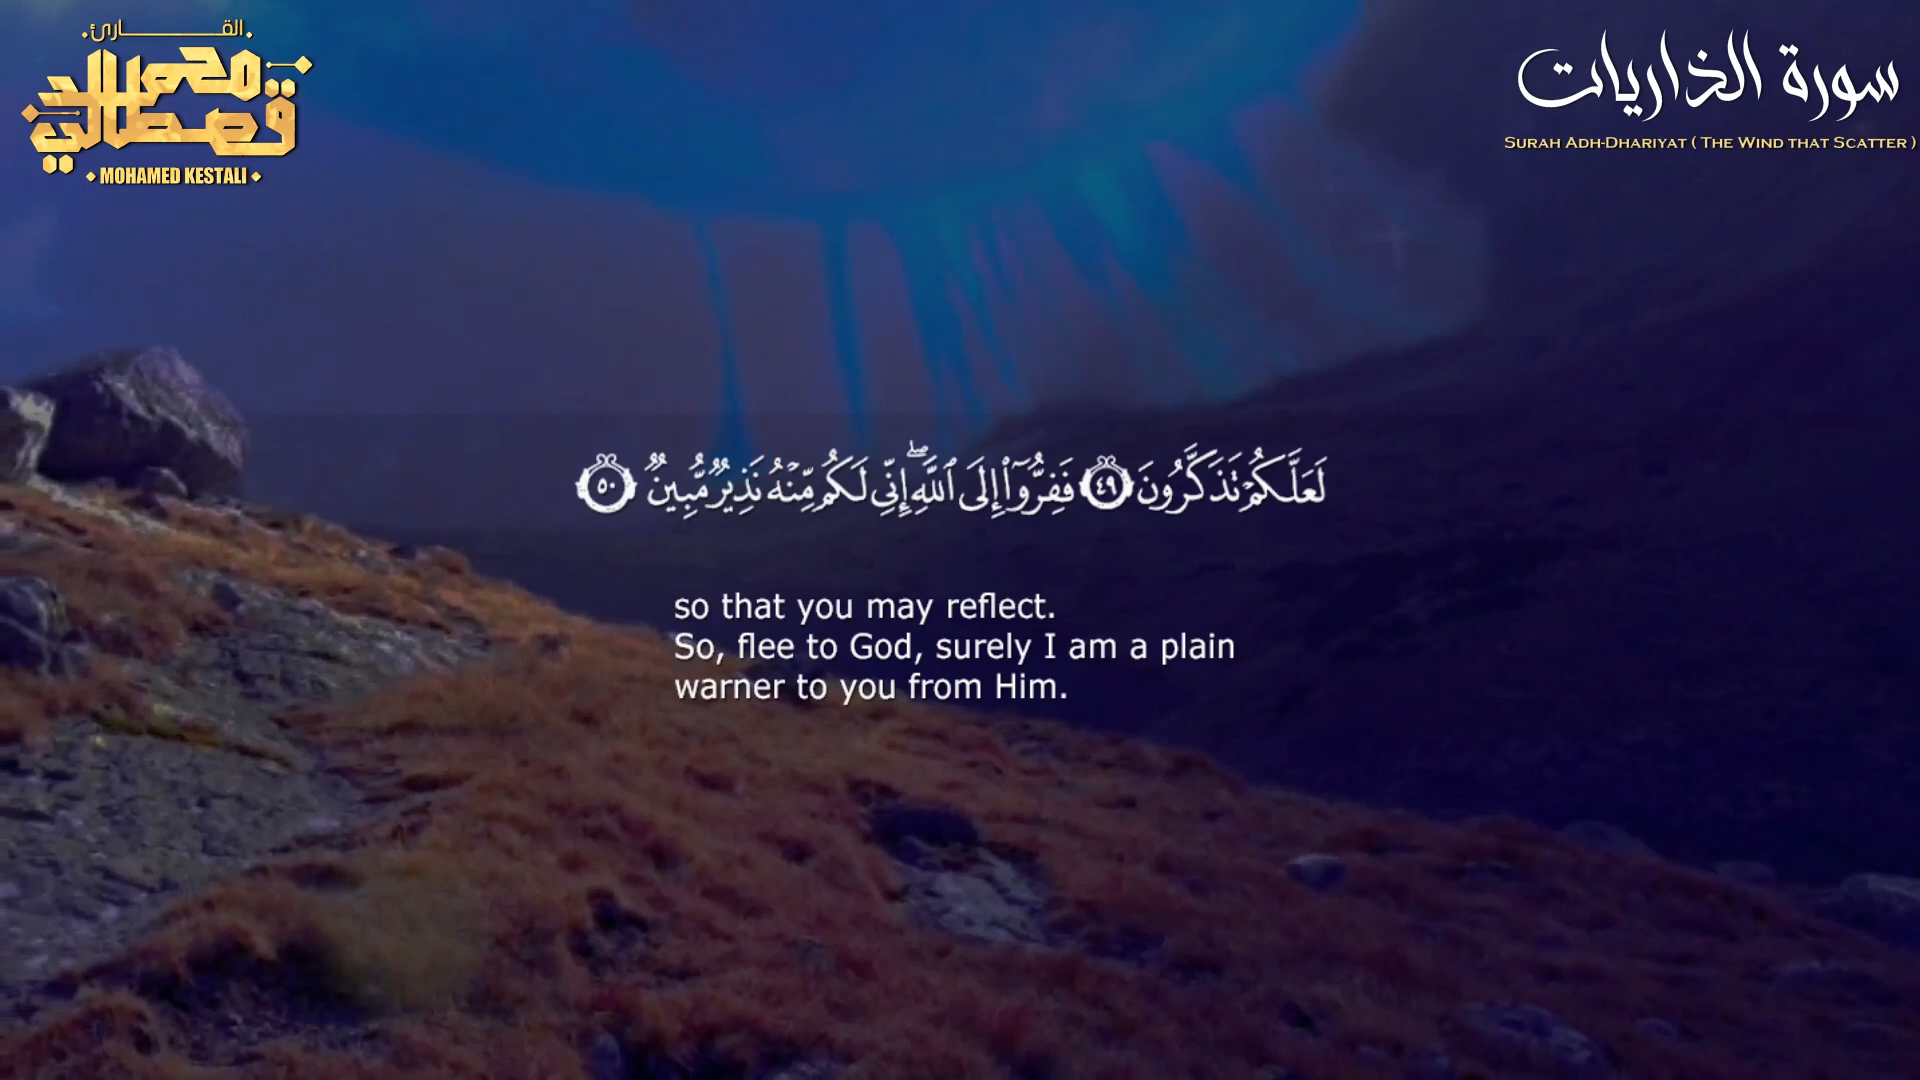 القارئ
محمد
قصطالي
MOHAMED KESTALI
سورة الذاريات
SURAH ADH-DHARIYAT ( THE WIND THAT SCATTER )
لَعَلَّكُمْ تَذَكَّرُونَ ٤٩ فَفِرُّوٓا۟ إِلَى ٱللَّهِ ۖ إِنِّى لَكُم مِّنْهُ نَذِيرٌ مُّبِينٌ ٥٠
so that you may reflect.
So, flee to God, surely I am a plain
warner to you from Him.